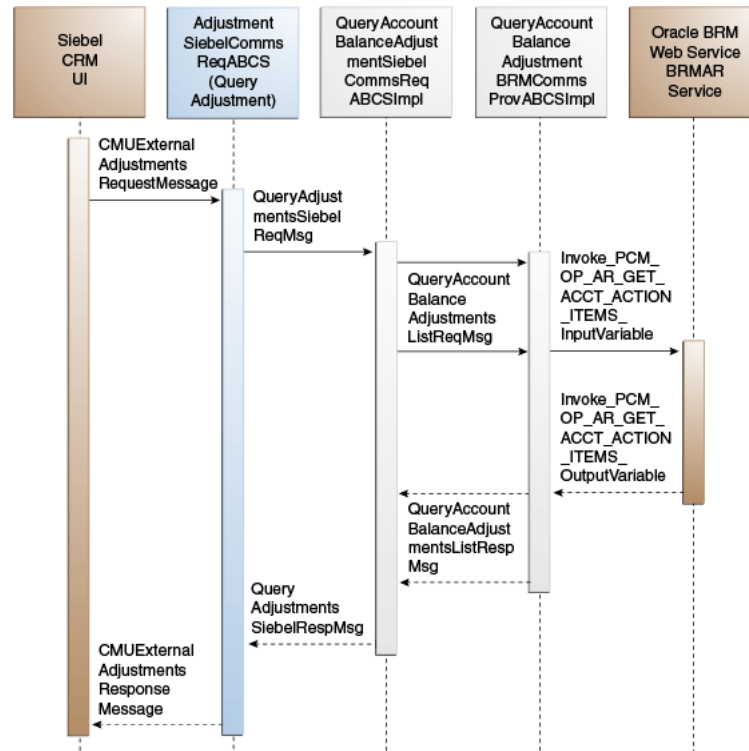 Siebel
CRM
UI
Adjustment
SiebelComms
ReqABCS
(Query
Adjustment)
QueryAccount
BalanceAdjust
mentSiebel
CommsReq
ABCSImpl
QueryAccount
Balance
Adjustment
BRMComms
ProvABCSImpl
Oracle BRM
Web Service
BRMAR
Service
CMUExternal
Adjustments
RequestMessage
QueryAdjust
mentsSiebel
ReqMsg
QueryAccount
Balance
Adjustments
ListReqMsg
Invoke_PCM_
OP_AR_GET_
ACCT_ACTION
_ITEMS_
InputVariable
Invoke_PCM_
OP_AR_GET_
ACCT_ACTION
_ITEMS_
OutputVariable
QueryAccount
BalanceAdjust
mentsListResp
Msg
Query
Adjustments
SiebelRespMsg
CMUExternal
Adjustments
Response
Message